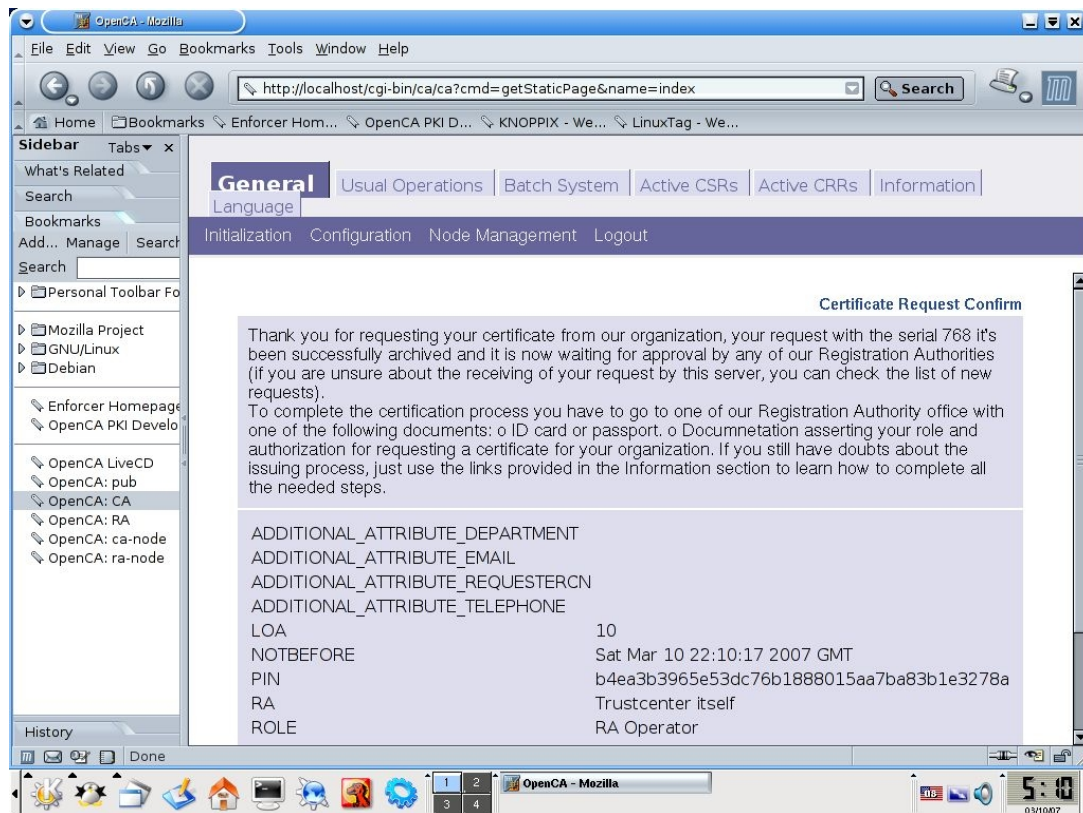 OpenCA - Mozilla
File Edit View Go Bookmarks Tools Window Help
http://localhost/cgi-bin/ca/ca?cmd=getStaticPage&name=index Search
Home Bookmarks Enforcer Hom... OpenCA PKI D... KNOPPIX - We... LinuxTag - We...
Sidebar Tabs
What's Related
Search
Bookmarks
Add... Manage Search
Search
Personal Toolbar Fo
Mozilla Project
GNU/Linux
Debian
Enforcer Homepage
OpenCA PKI Develo
OpenCA LiveCD
OpenCA: pub
OpenCA: CA
OpenCA: RA
OpenCA: ca-node
OpenCA: ra-node
History
General Usual Operations Batch System Active CSRs Active CRRs Information
Language
Initialization Configuration Node Management Logout
Certificate Request Confirm
Thank you for requesting your certificate from our organization, your request with the serial 768 it's
been successfully archived and it is now waiting for approval by any of our Registration Authorities
(if you are unsure about the receiving of your request by this server, you can check the list of new
requests).
To complete the certification process you have to go to one of our Registration Authority office with
one of the following documents: o ID card or passport. o Documnetation asserting your role and
authorization for requesting a certificate for your organization. If you still have doubts about the
issuing process, just use the links provided in the Information section to learn how to complete all
the needed steps.
ADDITIONAL_ATTRIBUTE_DEPARTMENT
ADDITIONAL_ATTRIBUTE_EMAIL
ADDITIONAL_ATTRIBUTE_REQUESTERCN
ADDITIONAL_ATTRIBUTE_TELEPHONE
LOA 10
NOTBEFORE Sat Mar 10 22:10:17 2007 GMT
PIN b4ea3b3965e53dc76b1888015aa7ba83b1e3278a
RA Trustcenter itself
ROLE RA Operator
Done
1 2
3 4
OpenCA - Mozilla
US
5:10
03/10/07